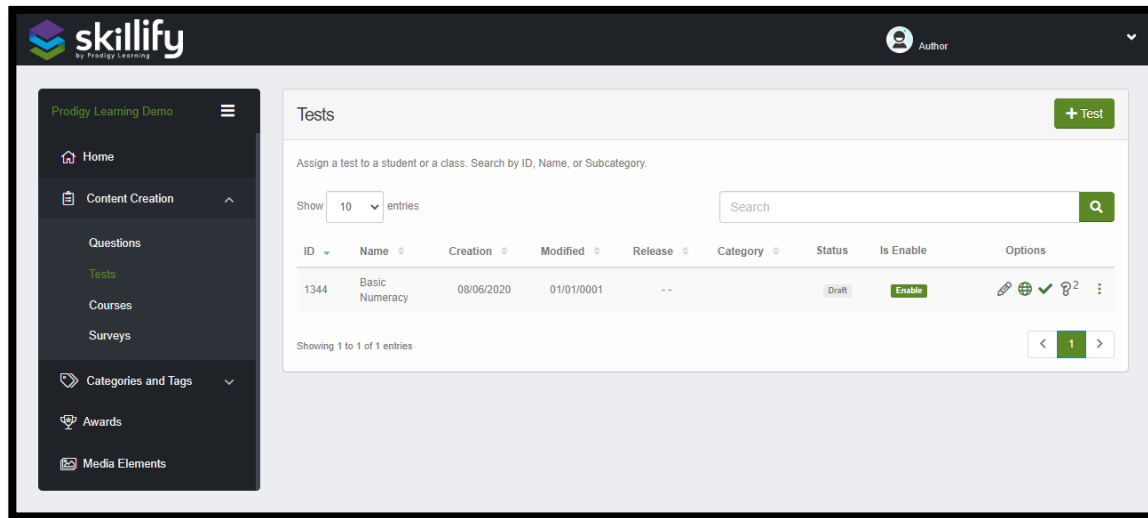 skillify
by Prodigy Learning
Author
Prodigy Learning Demo
Home
Content Creation
Questions
Tests
Courses
Surveys
Categories and Tags
Awards
Media Elements
Tests
+ Test
Assign a test to a student or a class. Search by ID, Name, or Subcategory.
Show 10 entries
Search
ID Name Creation Modified Release Category Status Is Enable Options
1344 Basic Numeracy 08/06/2020 01/01/0001 - - Draft Enable 2
Showing 1 to 1 of 1 entries
< 1 >